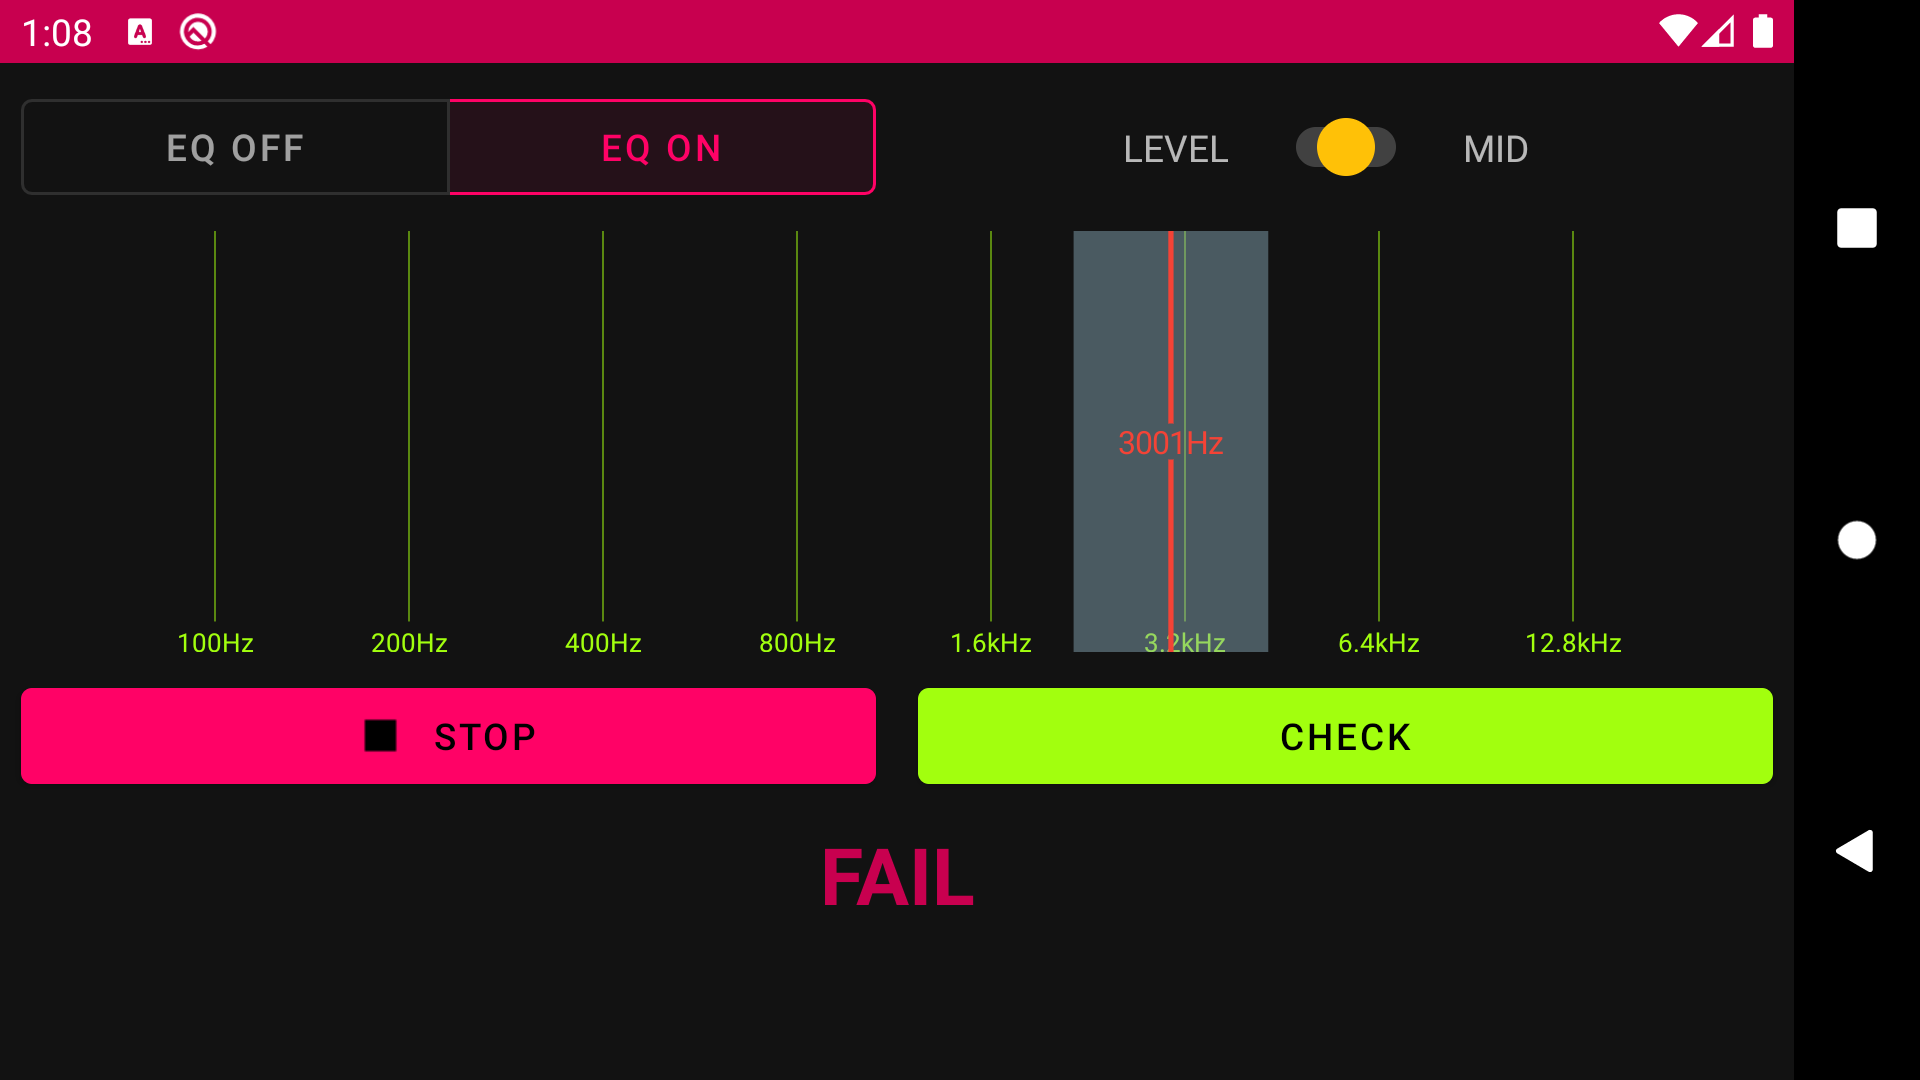 1:08
EQ OFF EQ ON LEVEL MID
3001Hz
100Hz 200Hz 400Hz 800Hz 1.6kHz 3.2kHz 6.4kHz 12.8kHz
STOP CHECK
FAIL